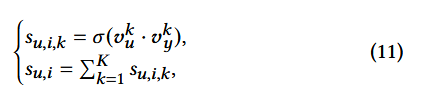 s_{u,i,k} = σ(v_u^k · v_y^k),
s_{u,i} = ∑_{k=1}^{K} s_{u,i,k}, (11)